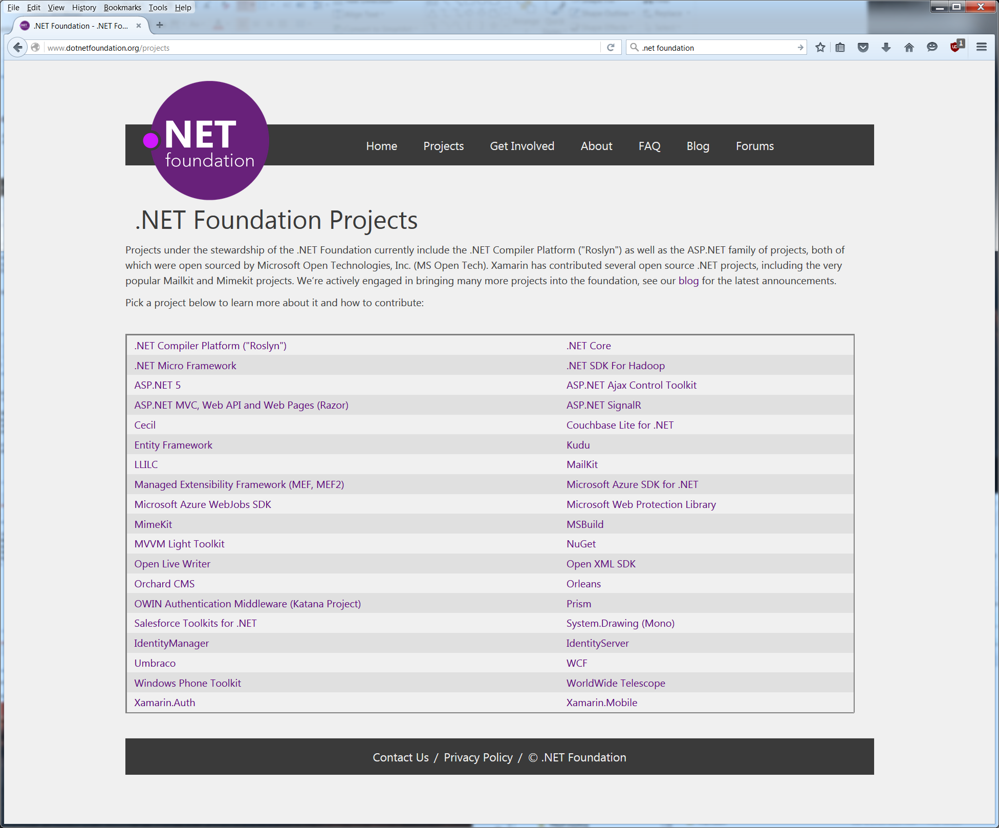 File Edit View History Bookmarks Tools Help
.NET Foundation - .NET Fo...
www.dotnetfoundation.org/projects
.net foundation
1
.NET
foundation
Home Projects Get Involved About FAQ Blog Forums
.NET Foundation Projects
Projects under the stewardship of the .NET Foundation currently include the .NET Compiler Platform ("Roslyn") as well as the ASP.NET family of projects, both of
which were open sourced by Microsoft Open Technologies, Inc. (MS Open Tech). Xamarin has contributed several open source .NET projects, including the very
popular Mailkit and Mimekit projects. We’re actively engaged in bringing many more projects into the foundation, see our blog for the latest announcements.
Pick a project below to learn more about it and how to contribute:
.NET Compiler Platform ("Roslyn") .NET Core
.NET Micro Framework .NET SDK For Hadoop
ASP.NET 5 ASP.NET Ajax Control Toolkit
ASP.NET MVC, Web API and Web Pages (Razor) ASP.NET SignalR
Cecil Couchbase Lite for .NET
Entity Framework Kudu
LLILC MailKit
Managed Extensibility Framework (MEF, MEF2) Microsoft Azure SDK for .NET
Microsoft Azure WebJobs SDK Microsoft Web Protection Library
MimeKit MSBuild
MVVM Light Toolkit NuGet
Open Live Writer Open XML SDK
Orchard CMS Orleans
OWIN Authentication Middleware (Katana Project) Prism
Salesforce Toolkits for .NET System.Drawing (Mono)
IdentityManager IdentityServer
Umbraco WCF
Windows Phone Toolkit WorldWide Telescope
Xamarin.Auth Xamarin.Mobile
Contact Us / Privacy Policy / © .NET Foundation